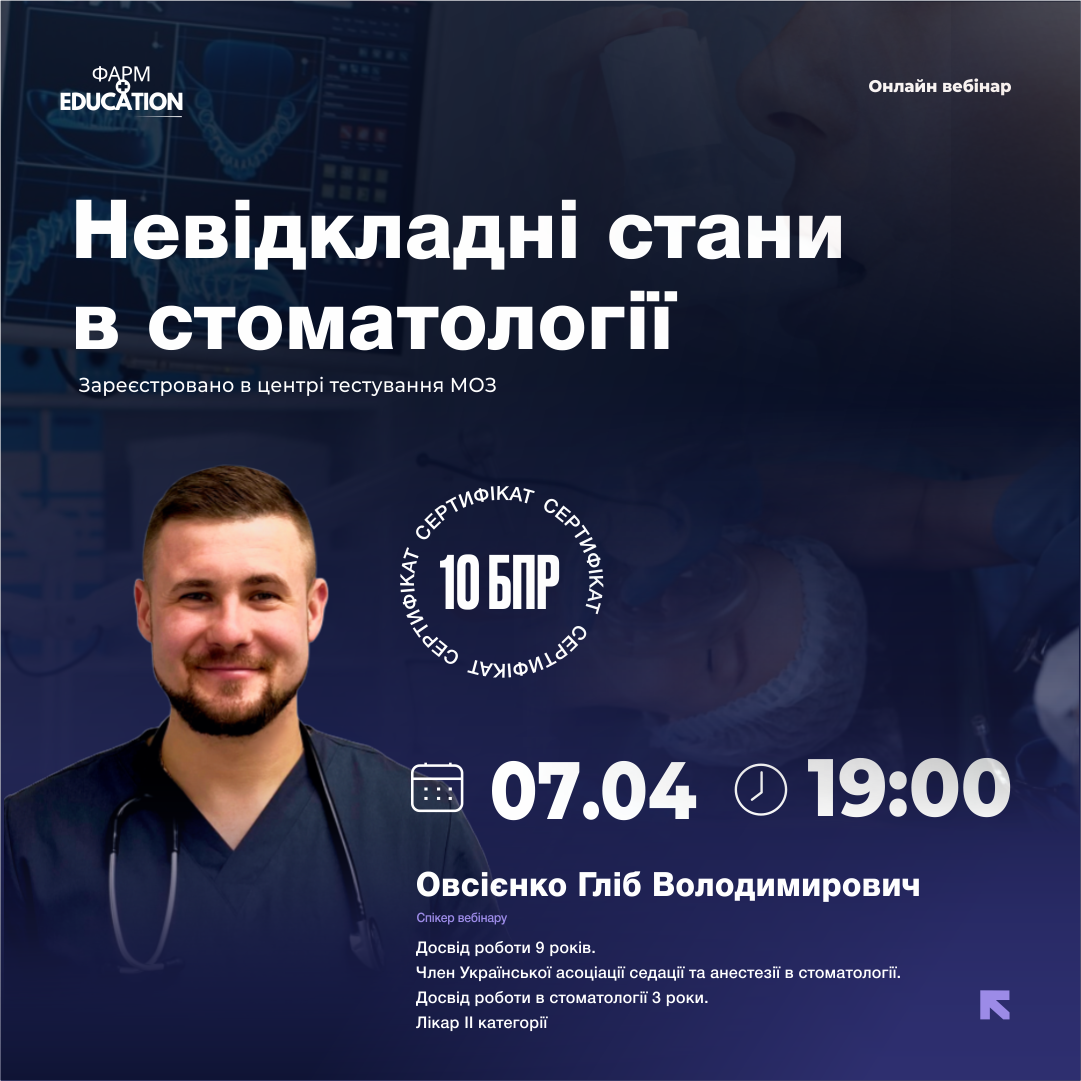 ФАРМ
EDUCATION
Онлайн вебінар
Невідкладні стани
в стоматології
Зареєстровано в центрі тестування МОЗ
СЕРТИФІКАТ СЕРТИФІКАТ СЕРТИФІКАТ СЕРТИФІКАТ СЕРТИФІКАТ
10 БПР
07.04
19:00
Овсієнко Гліб Володимирович
Спікер вебінару
Досвід роботи 9 років.
Член Української асоціації седації та анестезії в стоматології.
Досвід роботи в стоматології 3 роки.
Лікар II категорії